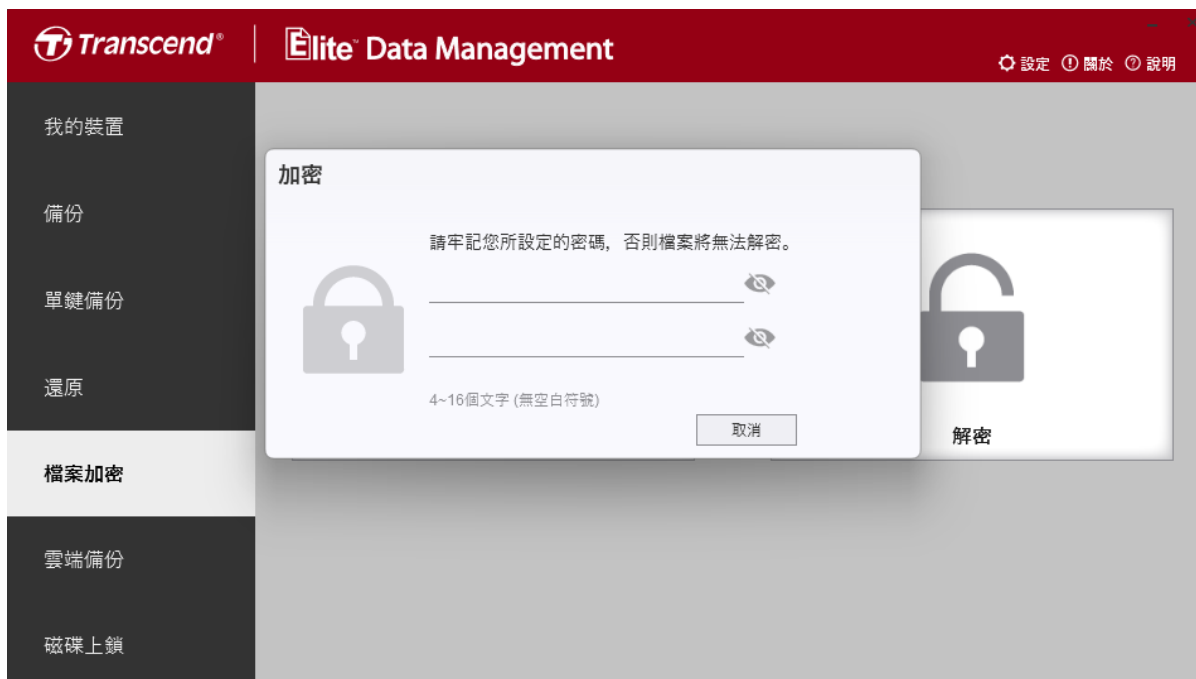 Transcend® Elite™ Data Management
設定 關於 說明
我的裝置
備份
單鍵備份
還原
檔案加密
雲端備份
磁碟上鎖
加密
請牢記您所設定的密碼，否則檔案將無法解密。
4~16個文字 (無空白符號)
取消
解密